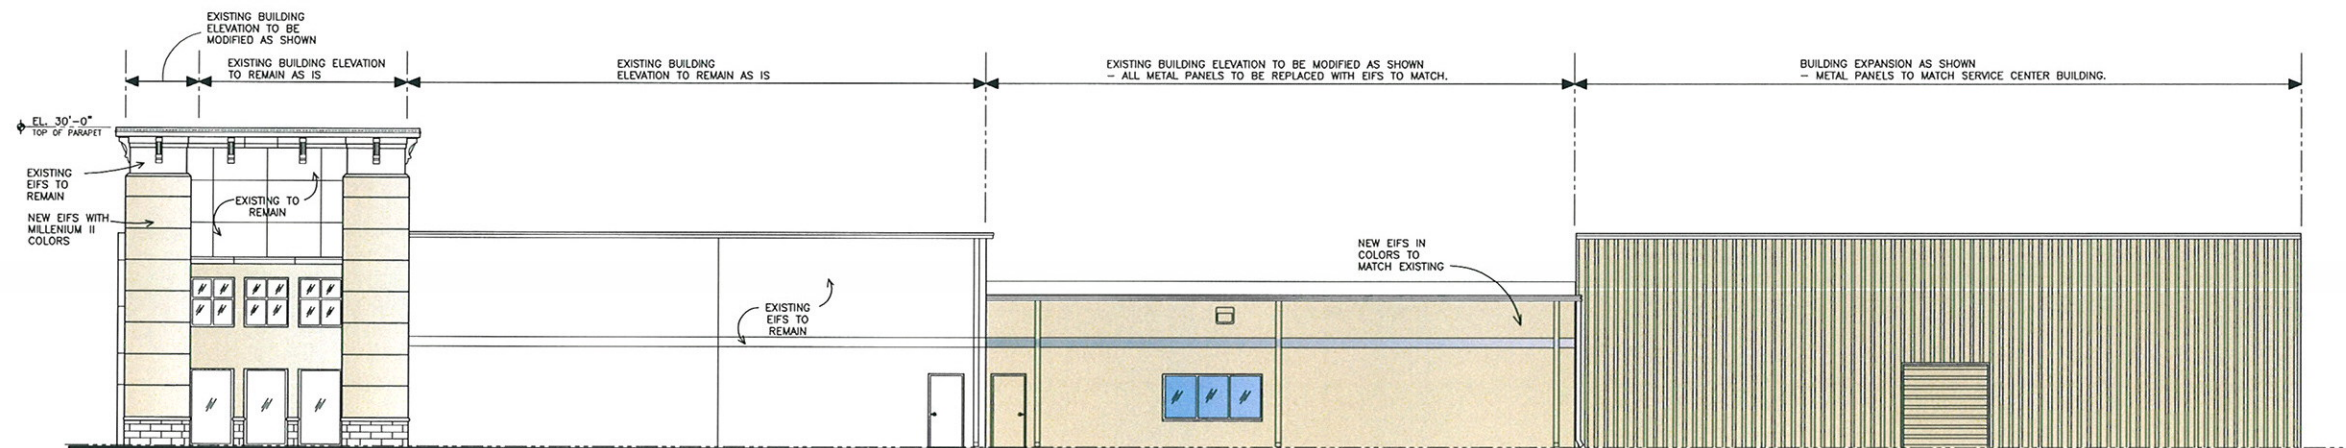 EXISTING BUILDING
ELEVATION TO BE
MODIFIED AS SHOWN
EXISTING BUILDING ELEVATION
TO REMAIN AS IS
EXISTING BUILDING
ELEVATION TO REMAIN AS IS
EXISTING BUILDING ELEVATION TO BE MODIFIED AS SHOWN
– ALL METAL PANELS TO BE REPLACED WITH EIFS TO MATCH.
BUILDING EXPANSION AS SHOWN
– METAL PANELS TO MATCH SERVICE CENTER BUILDING.
EL. 30'-0"
TOP OF PARAPET
EXISTING
EIFS TO
REMAIN
NEW EIFS WITH
MILLENIUM II
COLORS
EXISTING TO
REMAIN
EXISTING
EIFS TO
REMAIN
NEW EIFS IN
COLORS TO
MATCH EXISTING